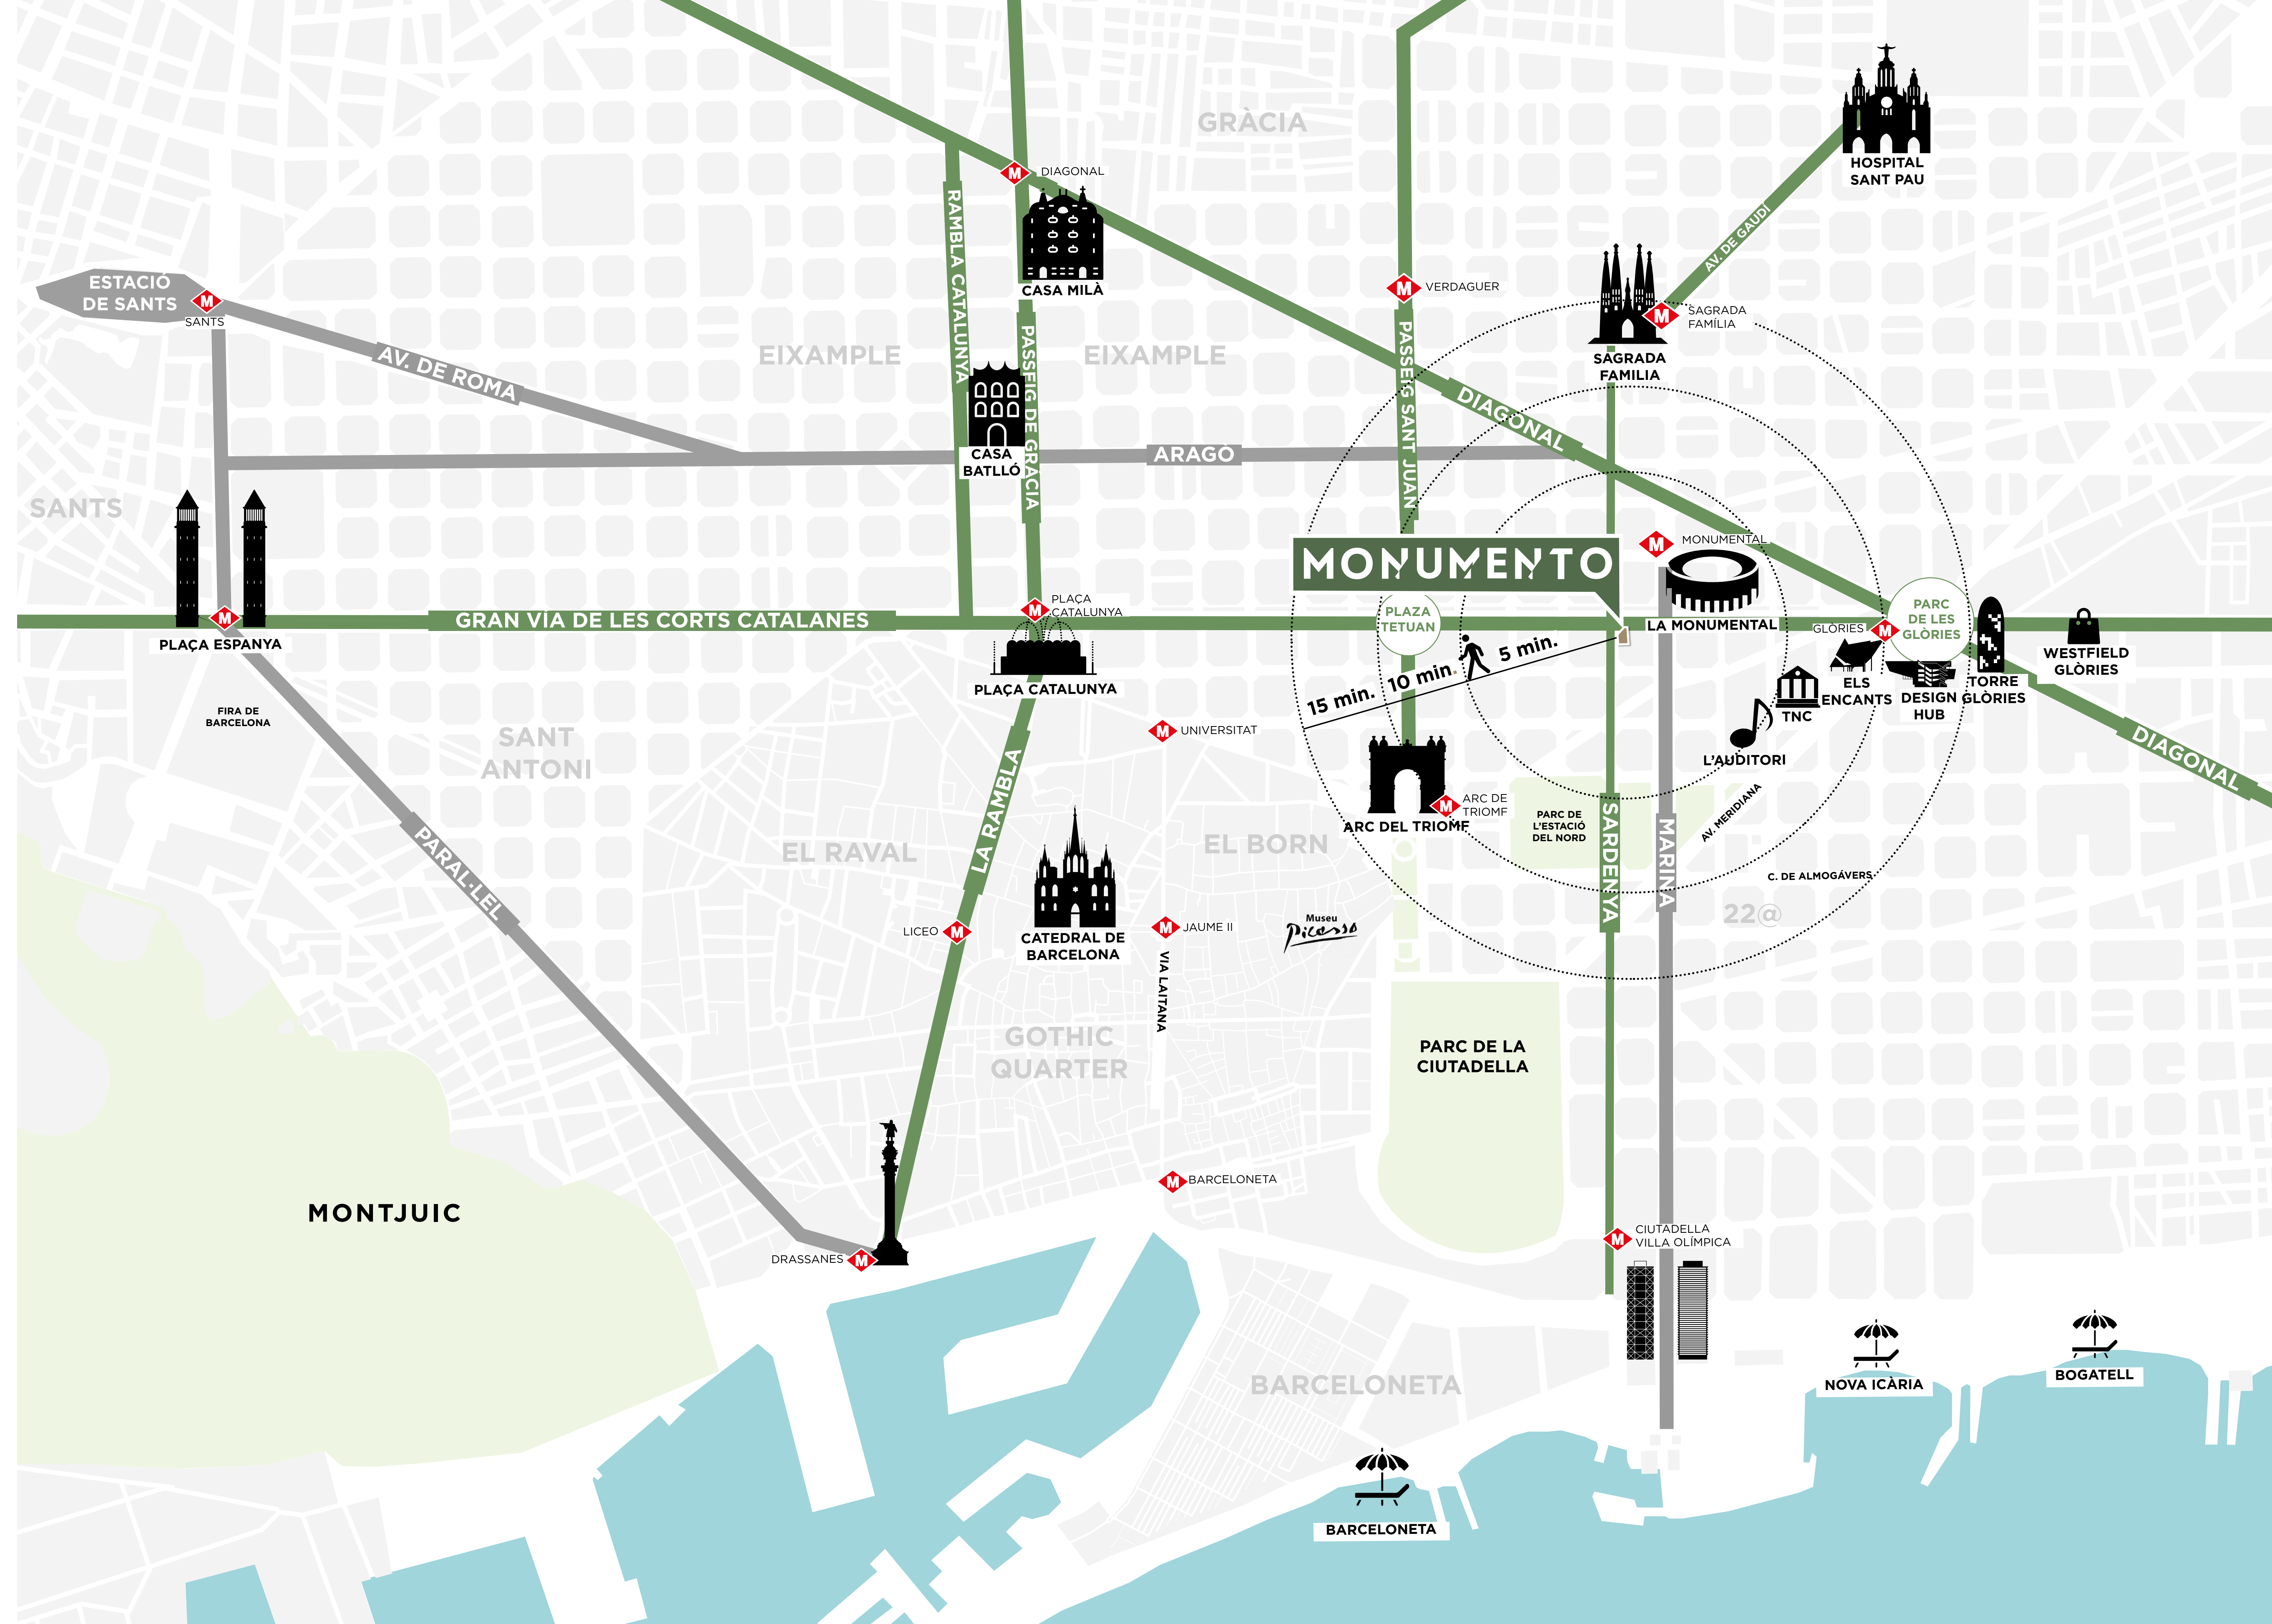 GRÀCIA
HOSPITAL
SANT PAU
M
DIAGONAL
RAMBLA CATALUNYA
AV. DE GAUDÍ
ESTACIÓ
DE SANTS
M
SANTS
CASA MILÀ
M
VERDAGUER
M
SAGRADA
FAMÍLIA
AV. DE ROMA
EIXAMPLE
PASSEIG DE GRÀCIA
EIXAMPLE
PASSEIG SANT JUAN
SAGRADA
FAMILIA
DIAGONAL
CASA
BATLLÓ
ARAGÒ
SANTS
MONUMENTO
M
MONUMENTAL
GRAN VÍA DE LES CORTS CATALANES
M
PLAÇA
CATALUNYA
PLAZA
TETUAN
LA MONUMENTAL
GLÒRIES
M
PARC
DE LES
GLÒRIES
M
PLAÇA ESPANYA
WESTFIELD
GLÒRIES
5 min.
10 min.
15 min.
PLAÇA CATALUNYA
ELS
ENCANTS
DESIGN
HUB
TORRE
GLÒRIES
TNC
FIRA DE
BARCELONA
SANT
ANTONI
M
UNIVERSITAT
L'AUDITORI
DIAGONAL
LA RAMBLA
M
ARC DE
TRIOMF
ARC DEL TRIOMF
PARC DE
L'ESTACIÓ
DEL NORD
AV. MERIDIANA
EL RAVAL
EL BORN
PARAL·LEL
SARDENYA
MARINA
C. DE ALMOGÁVERS
22@
LICEO
M
CATEDRAL DE
BARCELONA
M
JAUME II
Museu
Picasso
VIA LAITANA
GOTHIC
QUARTER
PARC DE LA
CIUTADELLA
MONTJUIC
M
BARCELONETA
DRASSANES
M
M
CIUTADELLA
VILLA OLÍMPICA
BARCELONETA
NOVA ICÀRIA
BOGATELL
BARCELONETA